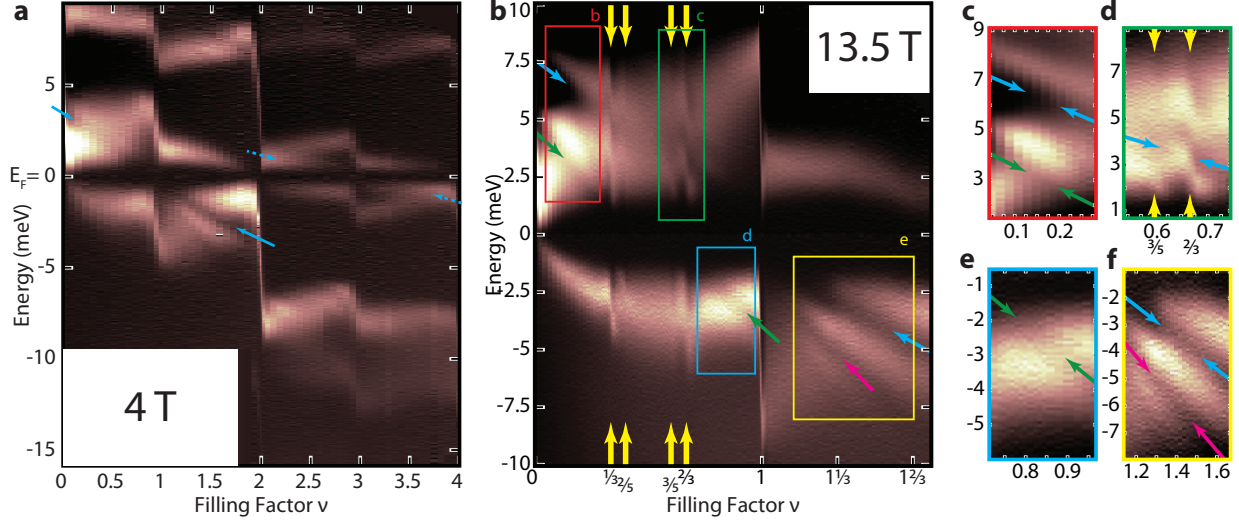 a
5
E_F= 0
-5
-10
-15
Energy (meV)
4 T
0 0.5 1 1.5 2 2.5 3 3.5 4
Filling Factor ν
b
10
7.5
5
2.5
0
-2.5
-5
-7.5
-10
Energy (meV)
13.5 T
b
c
d
e
0 ⅓ ⅖ ⅗ ⅔ 1 1⅓ 1⅔
Filling Factor ν
c
9
7
5
3
0.1 0.2
d
7
5
3
1
0.6 0.7
⅗ ⅔
e
-1
-2
-3
-4
-5
0.8 0.9
f
-2
-3
-4
-5
-6
-7
1.2 1.4 1.6